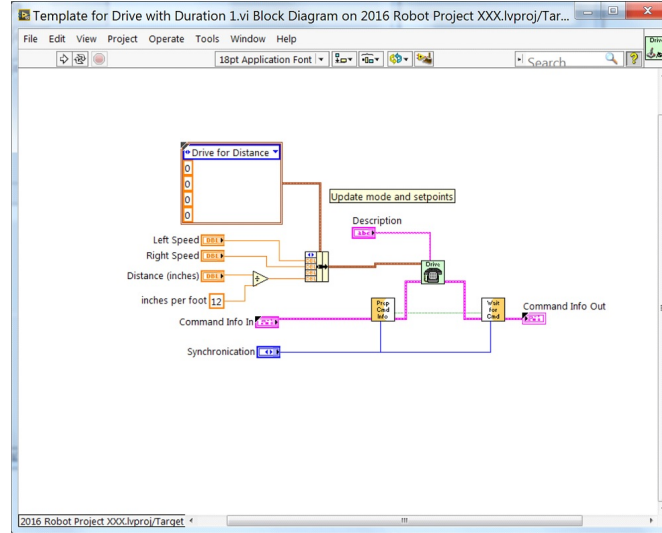 Template for Drive with Duration 1.vi Block Diagram on 2016 Robot Project XXX.lvproj/Tar...
File Edit View Project Operate Tools Window Help
18pt Application Font
Search
Drive for Distance
0
0
0
0
Update mode and setpoints
Description
abc
Left Speed DBL
Right Speed DBL
Distance (inches) DBL
inches per foot 12
Drive
Prep Cmd Info
Wait for Cmd
Command Info In
Command Info Out
Synchronication
2016 Robot Project XXX.lvproj/Target